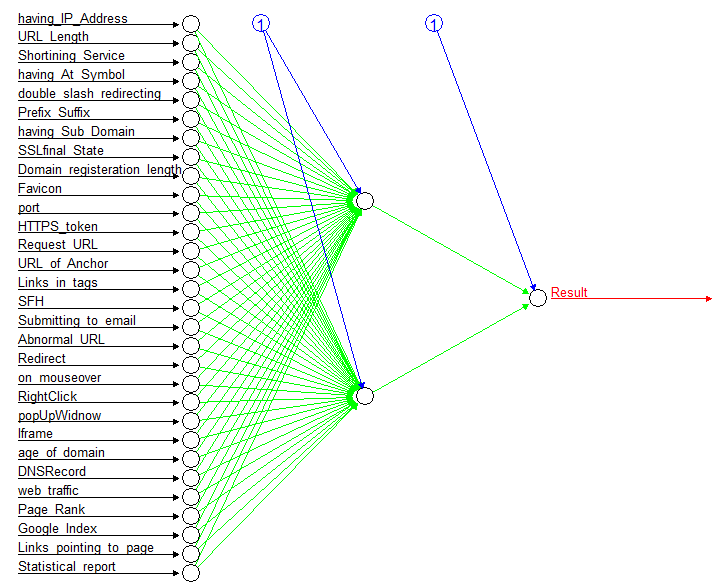 having_IP_Address
URL_Length
Shortining_Service
having_At_Symbol
double_slash_redirecting
Prefix_Suffix
having_Sub_Domain
SSLfinal_State
Domain_registeration_length
Favicon
port
HTTPS_token
Request_URL
URL_of_Anchor
Links_in_tags
SFH
Submitting_to_email
Abnormal_URL
Redirect
on_mouseover
RightClick
popUpWidnow
Iframe
age_of_domain
DNSRecord
web_traffic
Page_Rank
Google_Index
Links_pointing_to_page
Statistical_report
1
1
Result